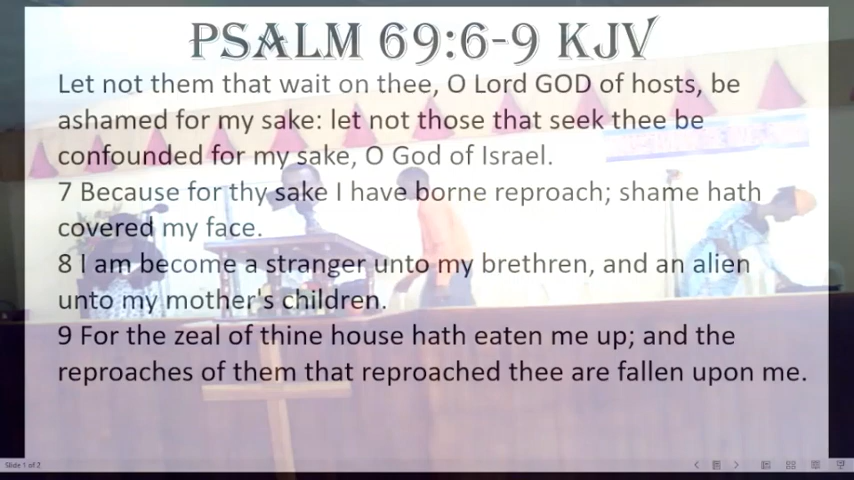 PSALM 69:6-9 KJV
Let not them that wait on thee, O Lord GOD of hosts, be
ashamed for my sake: let not those that seek thee be
confounded for my sake, O God of Israel.
7 Because for thy sake I have borne reproach; shame hath
covered my face.
8 I am become a stranger unto my brethren, and an alien
unto my mother's children.
9 For the zeal of thine house hath eaten me up; and the
reproaches of them that reproached thee are fallen upon me.
Slide 1 of 2